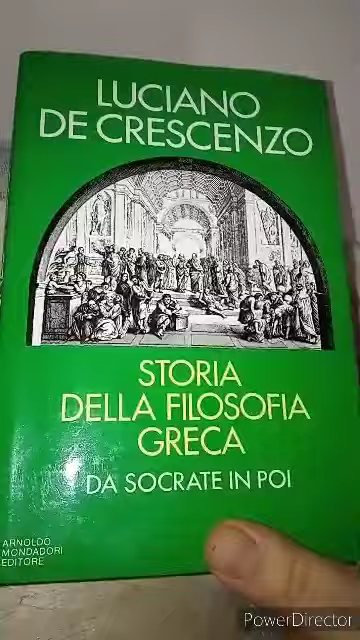 LUCIANO
DE CRESCENZO
STORIA
DELLA FILOSOFIA
GRECA
DA SOCRATE IN POI
ARNOLDO
MONDADORI
EDITORE
PowerDirector